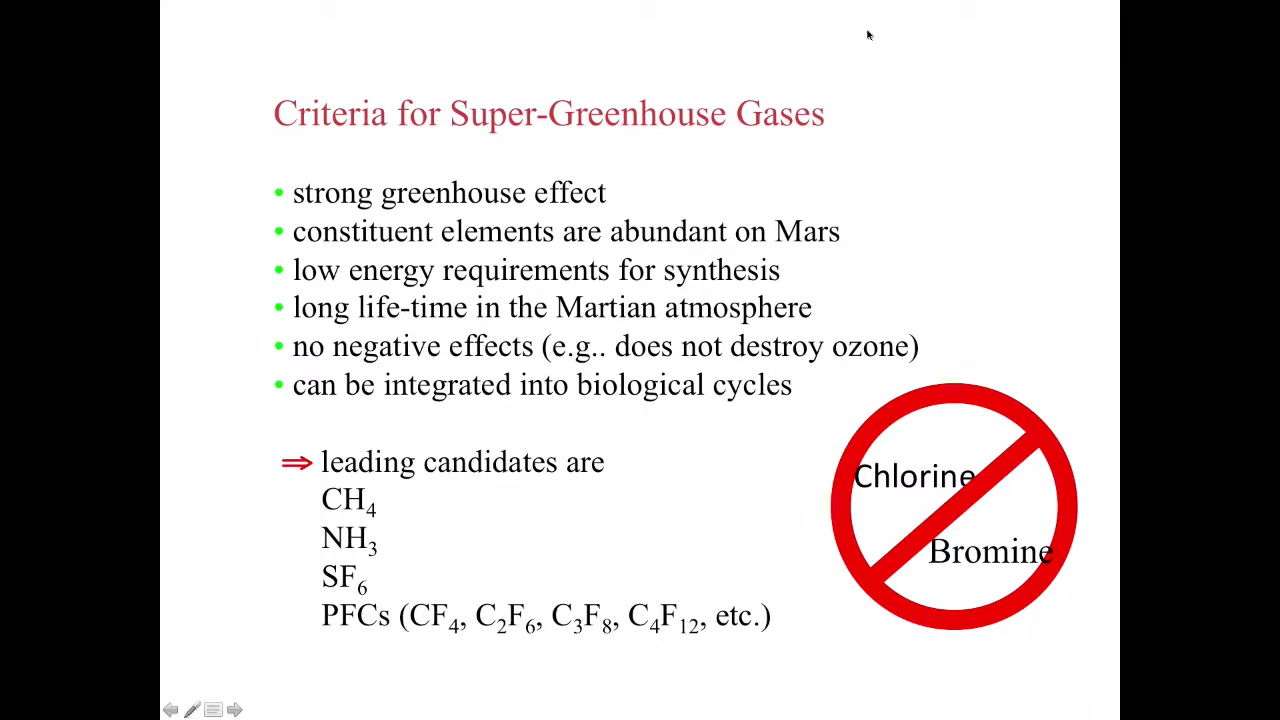 Criteria for Super-Greenhouse Gases
• strong greenhouse effect
• constituent elements are abundant on Mars
• low energy requirements for synthesis
• long life-time in the Martian atmosphere
• no negative effects (e.g.. does not destroy ozone)
• can be integrated into biological cycles
⇒ leading candidates are
CH₄
NH₃
SF₆
PFCs (CF₄, C₂F₆, C₃F₈, C₄F₁₂, etc.)
Chlorine
Bromine